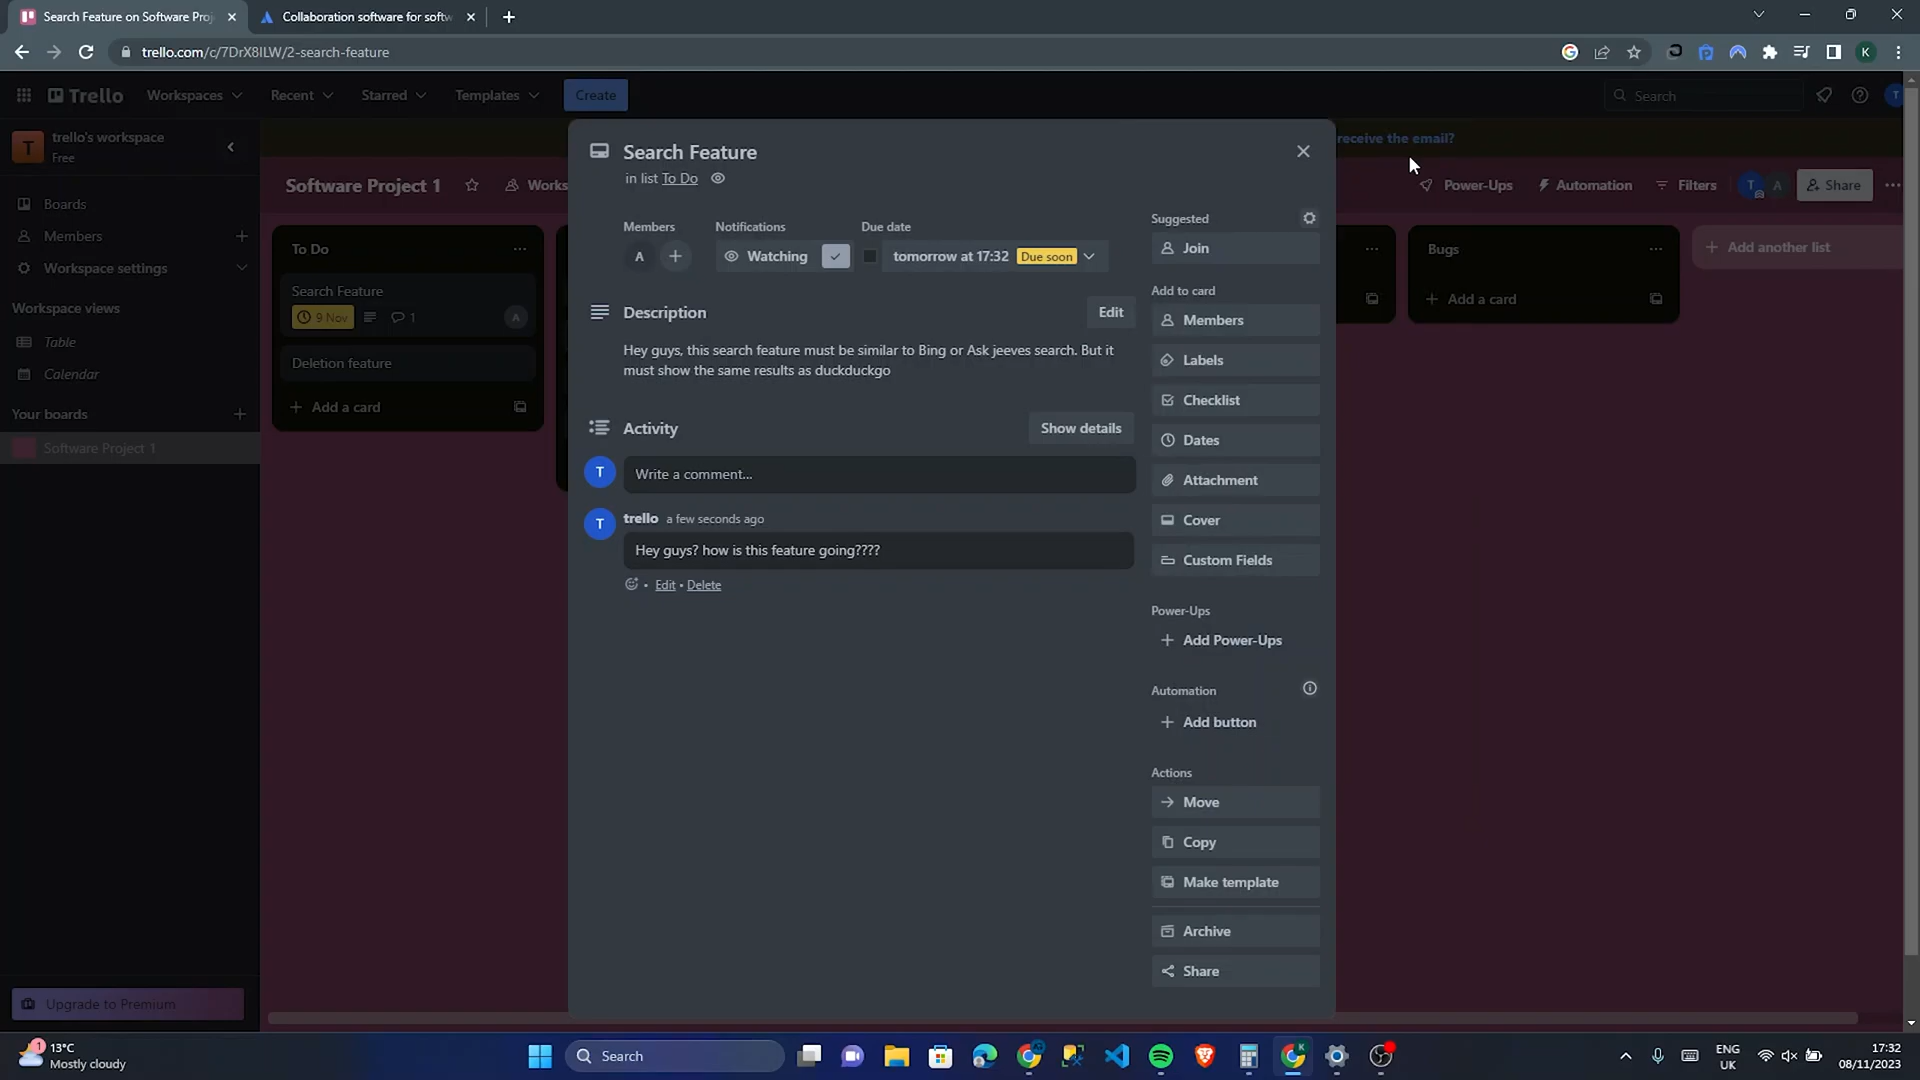 Search Feature on Software Proj
Collaboration software for softw
trello.com/c/7DrX8ILW/2-search-feature
K
Trello
Workspaces
Recent
Starred
Templates
Create
Search
T
T
trello's workspace
Free
receive the email?
Software Project 1
Works
Power-Ups
Automation
Filters
T
A
Share
Boards
Members
Workspace settings
Workspace views
Table
Calendar
Your boards
Software Project 1
Upgrade to Premium
To Do
Search Feature
9 Nov
1
A
Deletion feature
Add a card
Search Feature
in list To Do
Members
Notifications
Due date
A
Watching
tomorrow at 17:32
Due soon
Description
Edit
Hey guys, this search feature must be similar to Bing or Ask jeeves search. But it
must show the same results as duckduckgo
Activity
Show details
T
Write a comment...
T
trello a few seconds ago
Hey guys? how is this feature going????
• Edit • Delete
Suggested
Join
Add to card
Members
Labels
Checklist
Dates
Attachment
Cover
Custom Fields
Power-Ups
Add Power-Ups
Automation
Add button
Actions
Move
Copy
Make template
Archive
Share
Bugs
Add a card
Add another list
1
13°C
Mostly cloudy
Search
K
ENG
UK
17:32
08/11/2023